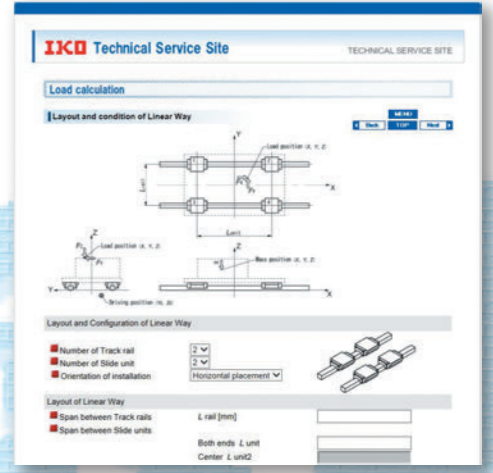 IKO Technical Service Site
TECHNICAL SERVICE SITE
Load calculation
Layout and condition of Linear Way
MENU
Back TOP Next
Y
Load position (X, Y, Z)
X
L unit
Z
Load position (X, Y, Z)
Y
Z
Mass position (X, Y, Z)
X
Layout and Configuration of Linear Way
Number of Track rail 2
Number of Slide unit 2
Orientation of installation Horizontal placement
Layout of Linear Way
Span between Track rails L rail [mm]
Span between Slide units
Both ends L unit
Center L unit2